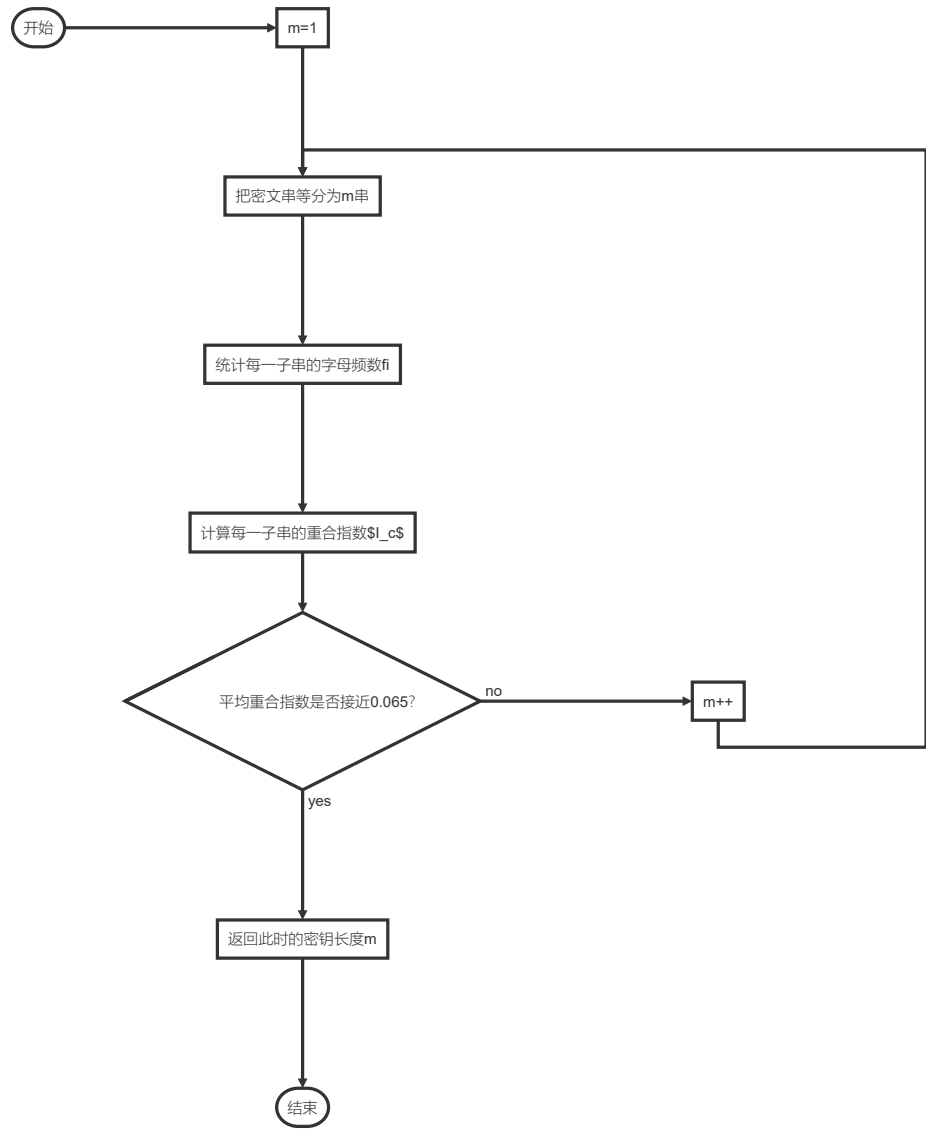 开始
m=1
把密文串等分为m串
统计每一子串的字母频数fi
计算每一子串的重合指数$I_c$
平均重合指数是否接近0.065?
no
m++
yes
返回此时的密钥长度m
结束